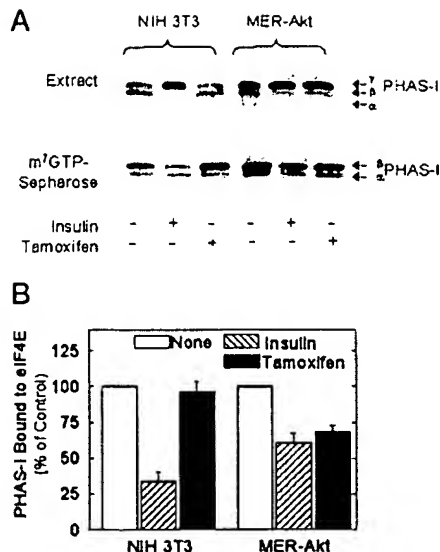 A
NIH 3T3 MER-Akt
Extract
γ
β PHAS-I
α
m⁷GTP-
Sepharose
β PHAS-I
α
Insulin - + - - + -
Tamoxifen - - + - - +
B
None Insulin
Tamoxifen
PHAS-I Bound to eIF4E
(% of Control)
125
100
75
50
25
0
NIH 3T3 MER-Akt